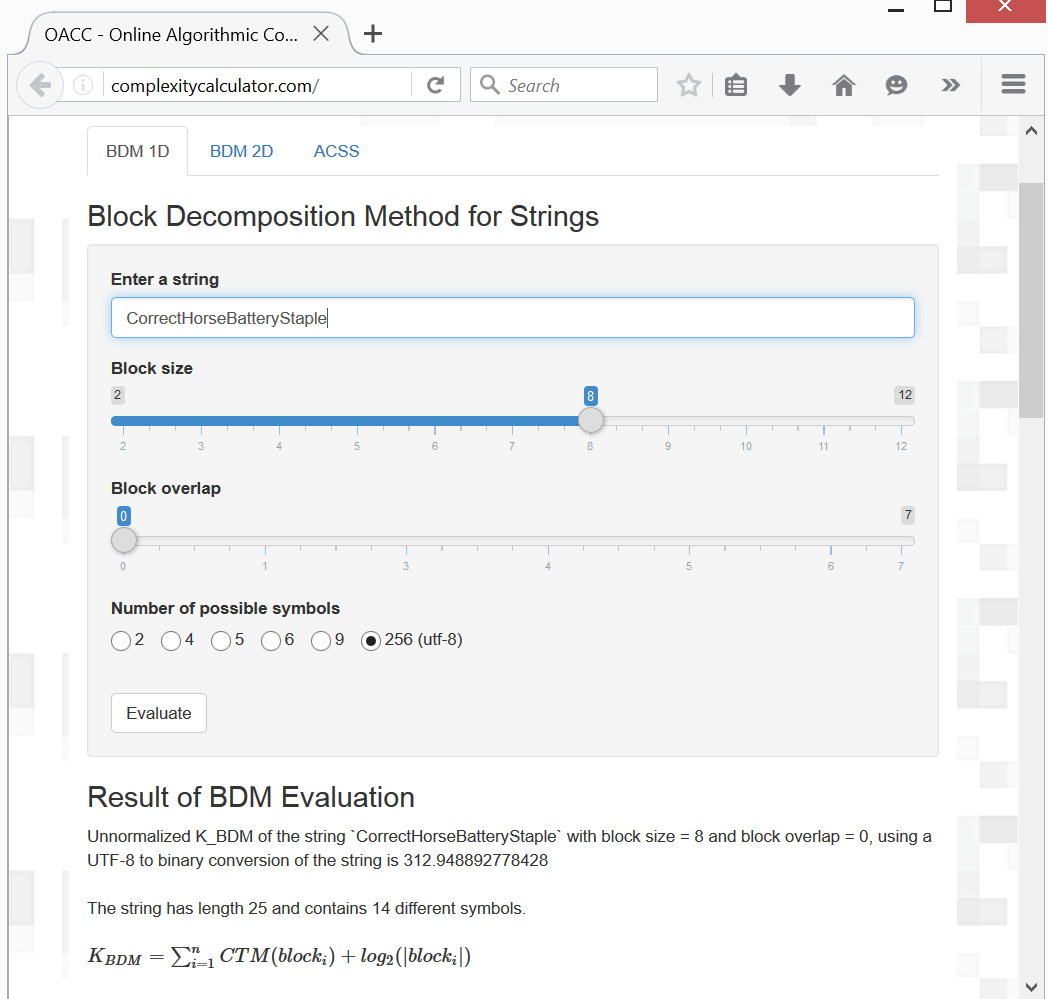 OACC - Online Algorithmic Co...
complexitycalculator.com/
Search
BDM 1D BDM 2D ACSS
Block Decomposition Method for Strings
Enter a string
CorrectHorseBatteryStaple
Block size
2 8 12
2 3 4 5 6 7 8 9 10 11 12
Block overlap
0 7
0 1 3 4 5 6 7
Number of possible symbols
2 4 5 6 9 256 (utf-8)
Evaluate
Result of BDM Evaluation
Unnormalized K_BDM of the string `CorrectHorseBatteryStaple` with block size = 8 and block overlap = 0, using a
UTF-8 to binary conversion of the string is 312.948892778428
The string has length 25 and contains 14 different symbols.
K_{BDM} = \sum_{i=1}^{n} CTM(block_i) + log_2(|block_i|)